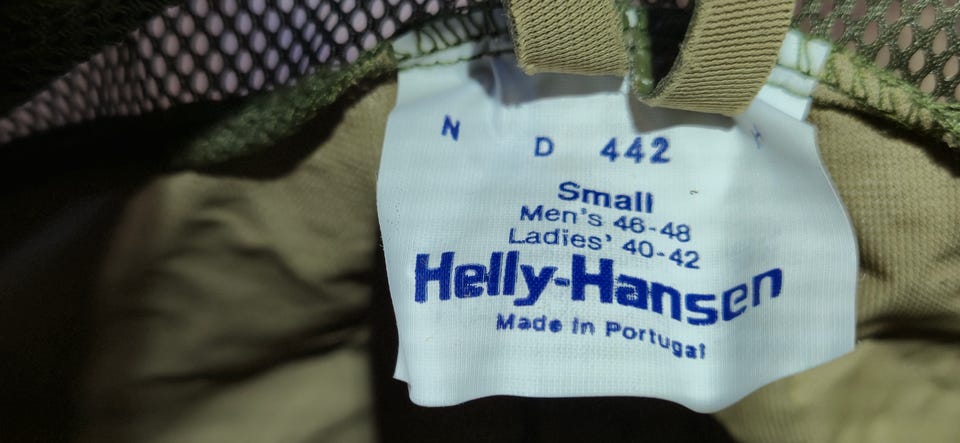 N D 442
Small
Men's 46-48
Ladies' 40-42
Helly-Hansen
Made in Portugal